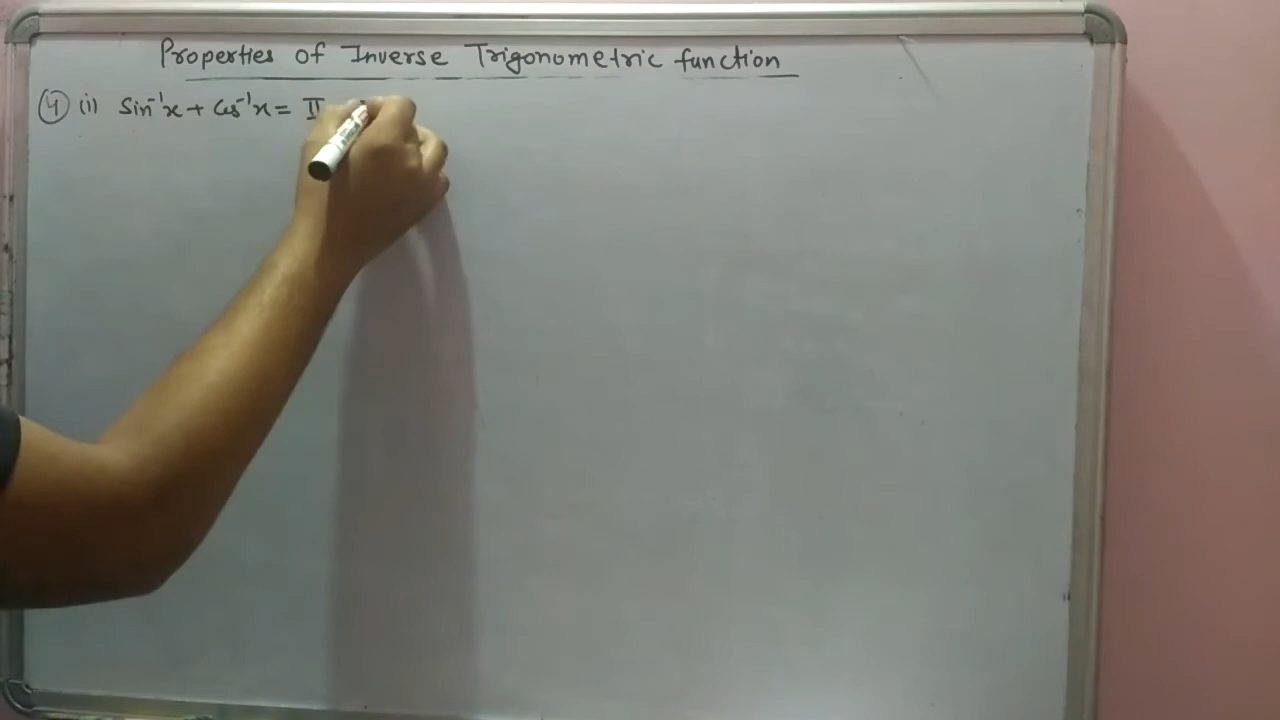 Properties of Inverse Trigonometric function
④ (i) Sin⁻¹x + Cos⁻¹x = π